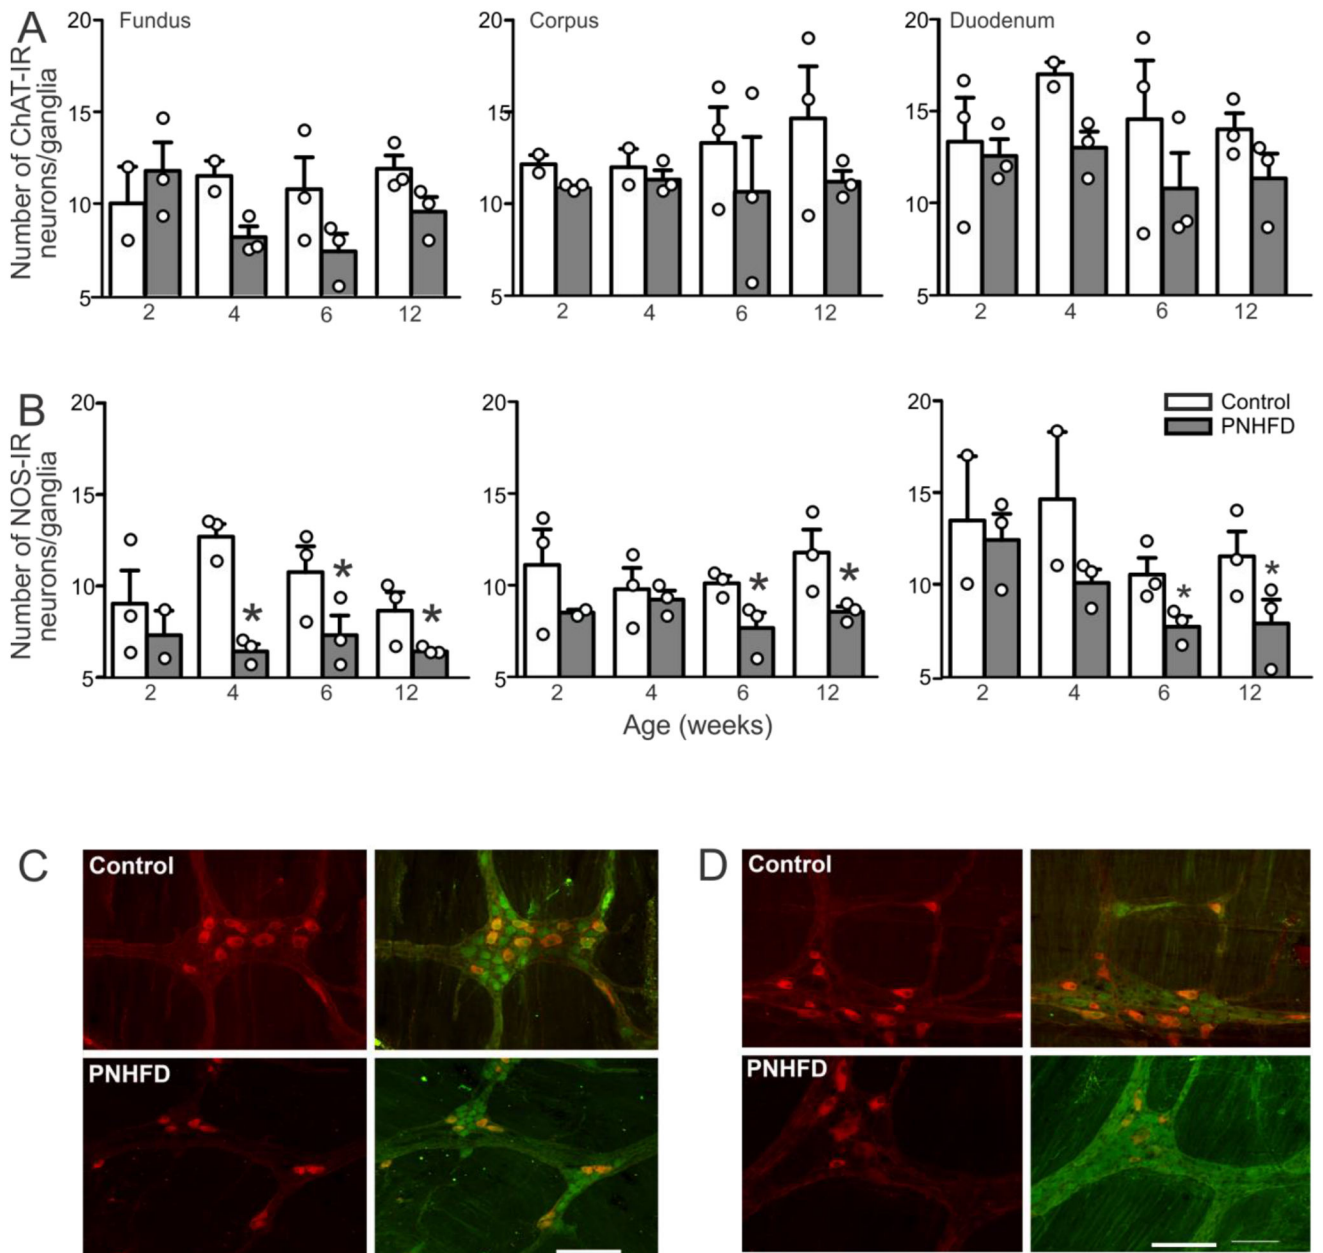 A
Fundus
Corpus
Duodenum
Number of ChAT-IR
neurons/ganglia
20
15
10
5
2 4 6 12
20
15
10
5
2 4 6 12
20
15
10
5
2 4 6 12
B
Number of NOS-IR
neurons/ganglia
20
15
10
5
* * *
2 4 6 12
20
15
10
5
* *
2 4 6 12
20
15
10
5
* *
2 4 6 12
Control
PNHFD
Age (weeks)
C
Control
PNHFD
D
Control
PNHFD